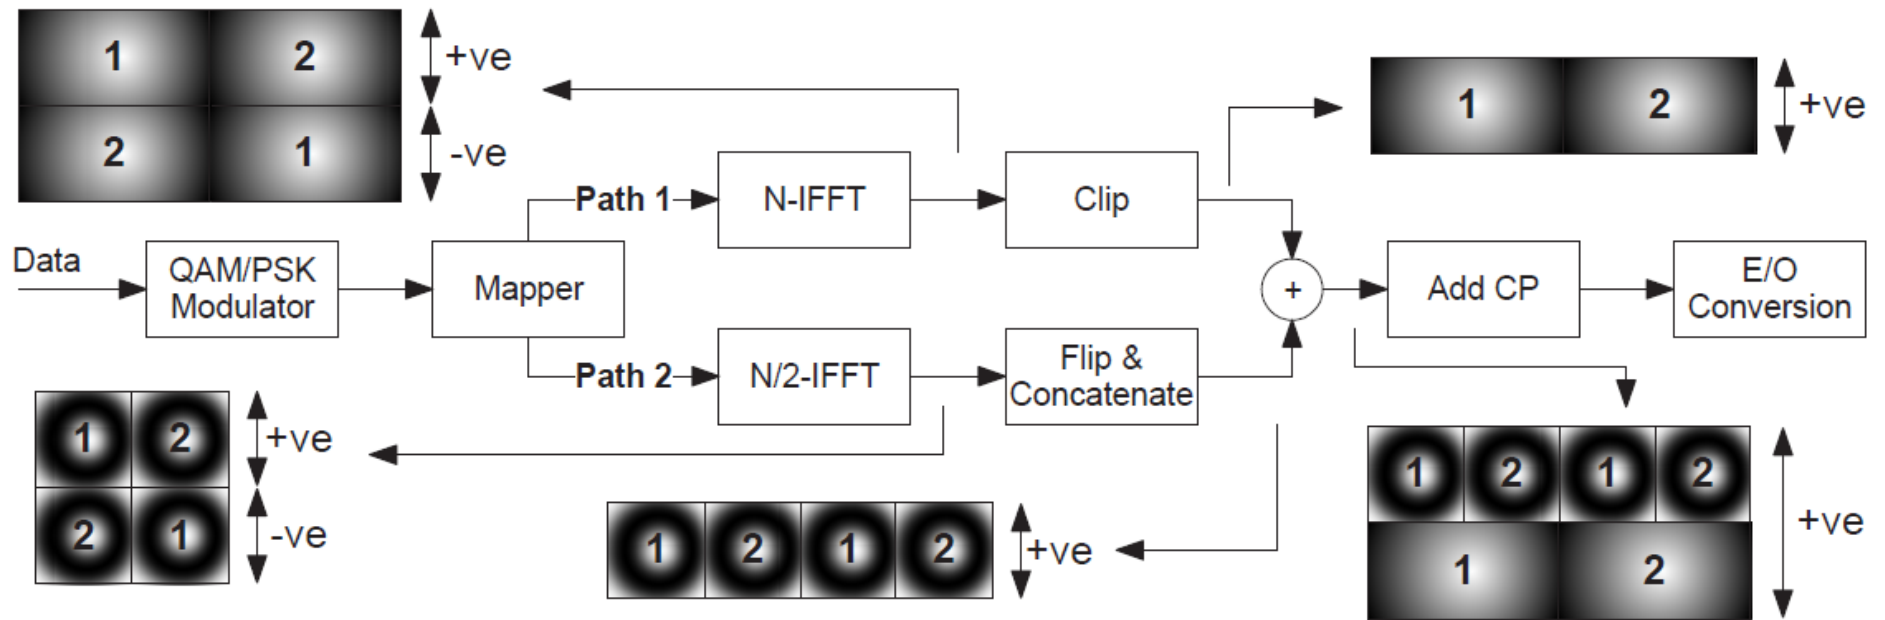 1 2
+ve
2 1
-ve
1 2
+ve
Path 1
N-IFFT
Clip
Data
QAM/PSK
Modulator
Mapper
+
Add CP
E/O
Conversion
Path 2
N/2-IFFT
Flip &
Concatenate
1 2
+ve
2 1
-ve
1 2 1 2
+ve
1 2 1 2
+ve
1 2